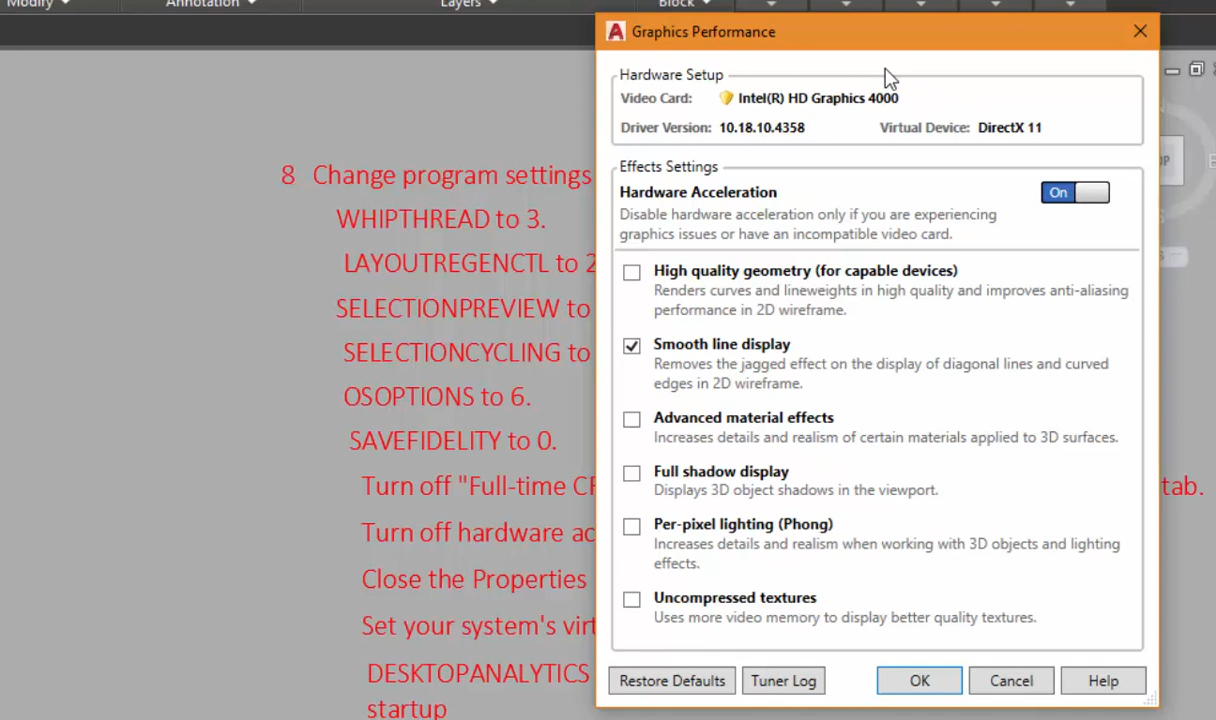 Modify
Annotation
Layers
Block
Graphics Performance
Hardware Setup
Video Card: Intel(R) HD Graphics 4000
Driver Version: 10.18.10.4358 Virtual Device: DirectX 11
Effects Settings
Hardware Acceleration On
Disable hardware acceleration only if you are experiencing
graphics issues or have an incompatible video card.
High quality geometry (for capable devices)
Renders curves and lineweights in high quality and improves anti-aliasing
performance in 2D wireframe.
Smooth line display
Removes the jagged effect on the display of diagonal lines and curved
edges in 2D wireframe.
Advanced material effects
Increases details and realism of certain materials applied to 3D surfaces.
Full shadow display
Displays 3D object shadows in the viewport.
Per-pixel lighting (Phong)
Increases details and realism when working with 3D objects and lighting
effects.
Uncompressed textures
Uses more video memory to display better quality textures.
Restore Defaults Tuner Log OK Cancel Help
8 Change program settings
WHIPTHREAD to 3.
LAYOUTREGENCTL to 2
SELECTIONPREVIEW to
SELECTIONCYCLING to
OSOPTIONS to 6.
SAVEFIDELITY to 0.
Turn off "Full-time CR tab.
Turn off hardware ac
Close the Properties
Set your system's virt
DESKTOPANALYTICS
startup